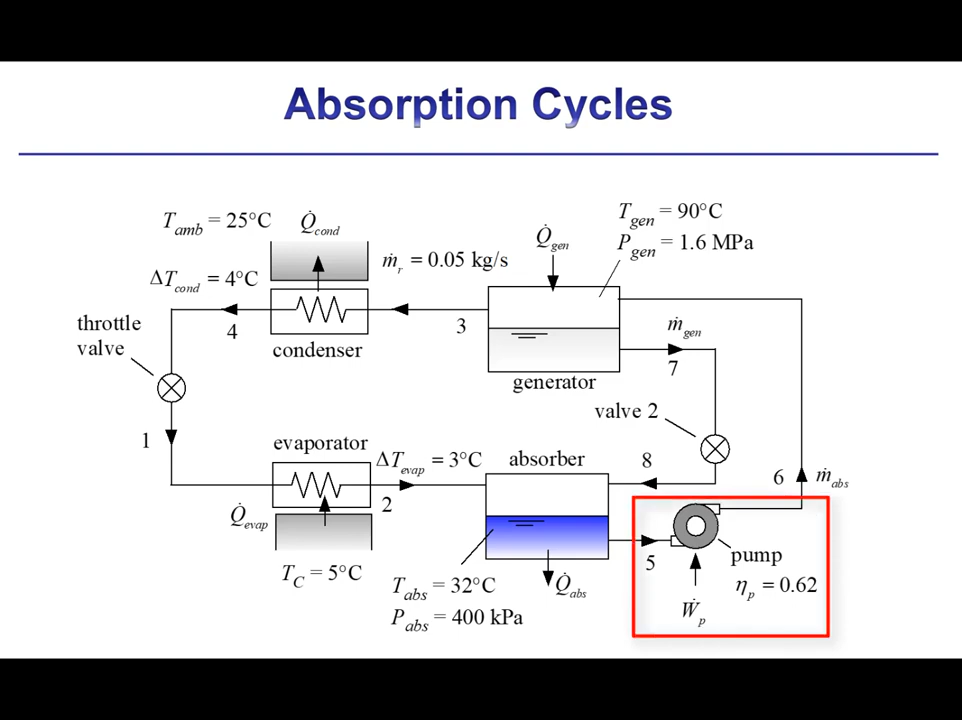 Absorption Cycles
T_amb = 25°C
Q̇_cond
ΔT_cond = 4°C
ṁ_r = 0.05 kg/s
Q̇_gen
T_gen = 90°C
P_gen = 1.6 MPa
throttle
valve
4
condenser
3
generator
ṁ_gen
7
valve 2
1
evaporator
ΔT_evap = 3°C
absorber
8
6
ṁ_abs
2
Q̇_evap
T_C = 5°C
T_abs = 32°C
P_abs = 400 kPa
Q̇_abs
5
pump
η_p = 0.62
Ẇ_p